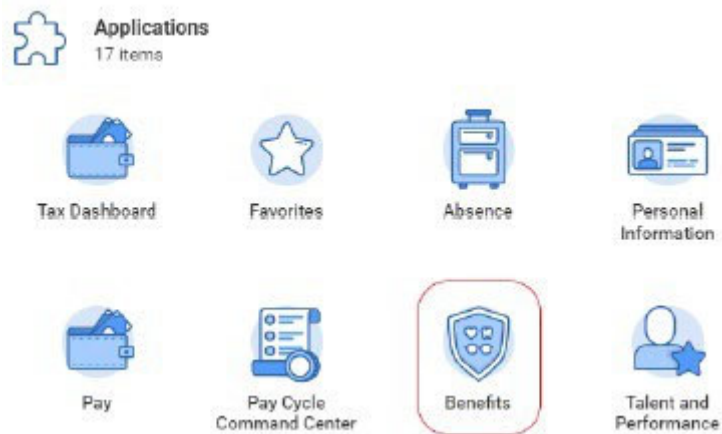 Applications
17 items
Tax Dashboard
Favorites
Absence
Personal
Information
Pay
Pay Cycle
Command Center
Benefits
Talent and
Performance